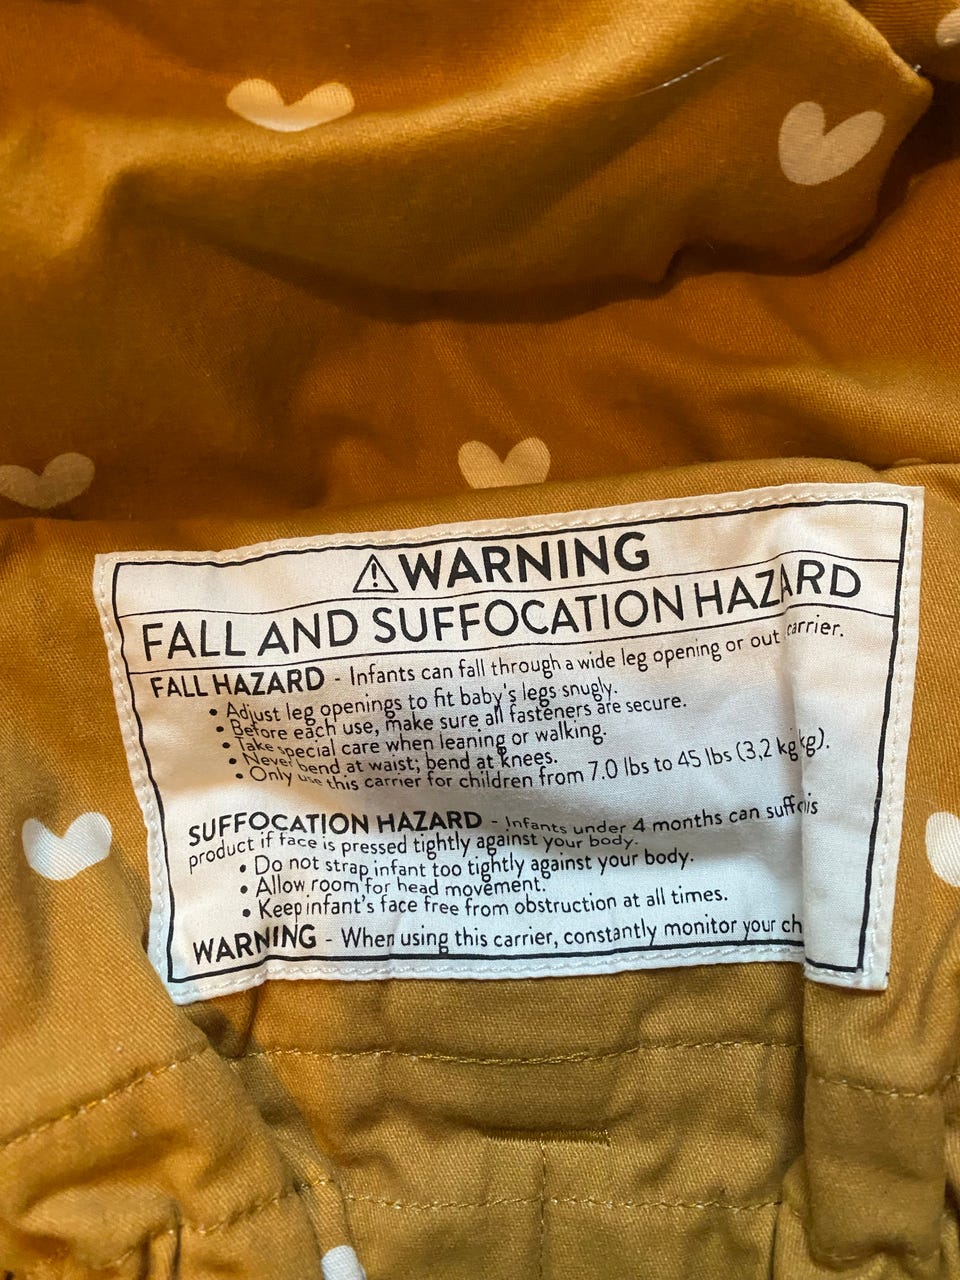 ⚠WARNING
FALL AND SUFFOCATION HAZARD
FALL HAZARD - Infants can fall through a wide leg opening or out carrier.
• Adjust leg openings to fit baby's legs snugly.
• Before each use, make sure all fasteners are secure.
• Take special care when leaning or walking.
• Never bend at waist; bend at knees.
• Only use this carrier for children from 7.0 lbs to 45 lbs (3,2 kg kg).
SUFFOCATION HAZARD - Infants under 4 months can
product if face is pressed tightly against your body.
• Do not strap infant too tightly against your body.
• Allow room for head movement.
• Keep infant's face free from obstruction at all times.
WARNING - When using this carrier, constantly monitor your